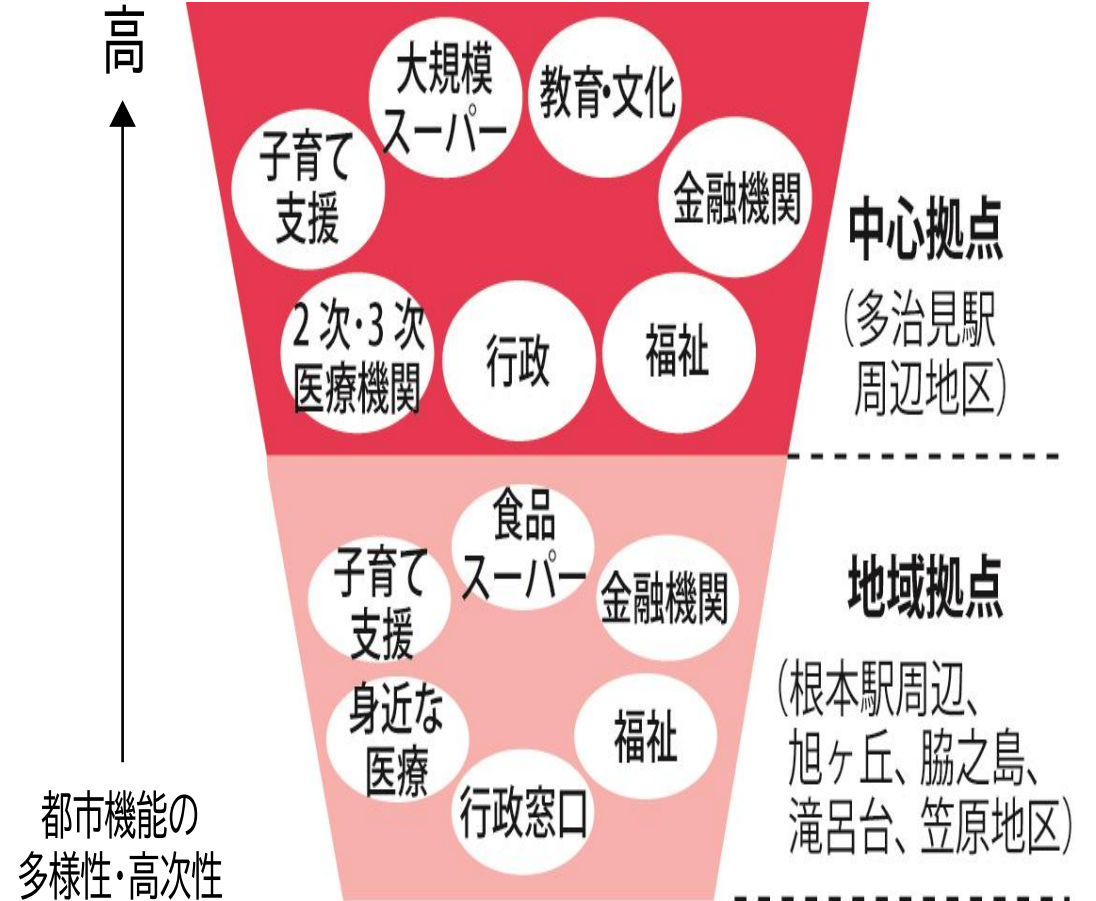 高
都市機能の
多様性・高次性
大規模
スーパー
教育・文化
子育て
支援
金融機関
2次・3次
医療機関
行政
福祉
中心拠点
（多治見駅
周辺地区）
食品
スーパー
子育て
支援
金融機関
身近な
医療
福祉
行政窓口
地域拠点
（根本駅周辺、
旭ヶ丘、脇之島、
滝呂台、笠原地区）